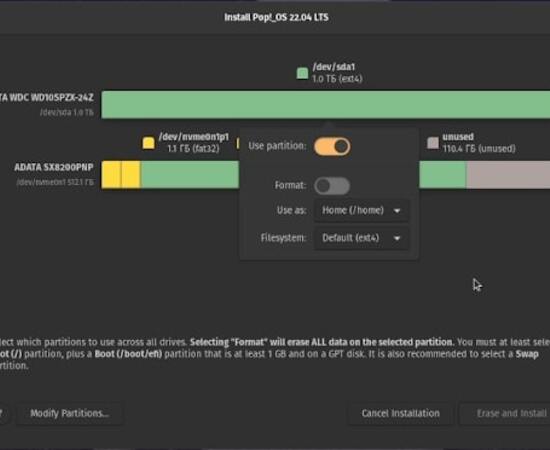 Install Pop!_OS 22.04 LTS
/dev/sda1
1.0 ТБ (ext4)
TA WDC WD10SPZX-24Z
/dev/sda 1.0 ТБ
/dev/nvme0n1p1
1.1 ГБ (fat32)
unused
110.4 ГБ (unused)
ADATA SX8200PNP
/dev/nvme0n1 512.1 ГБ
Use partition:
Format:
Use as: Home (/home)
Filesystem: Default (ext4)
lect which partitions to use across all drives. Selecting "Format" will erase ALL data on the selected partition. You must at least sele
ot (/) partition, plus a Boot (/boot/efi) partition that is at least 1 GB and on a GPT disk. It is also recommended to select a Swap
rtition.
? Modify Partitions... Cancel Installation Erase and Install